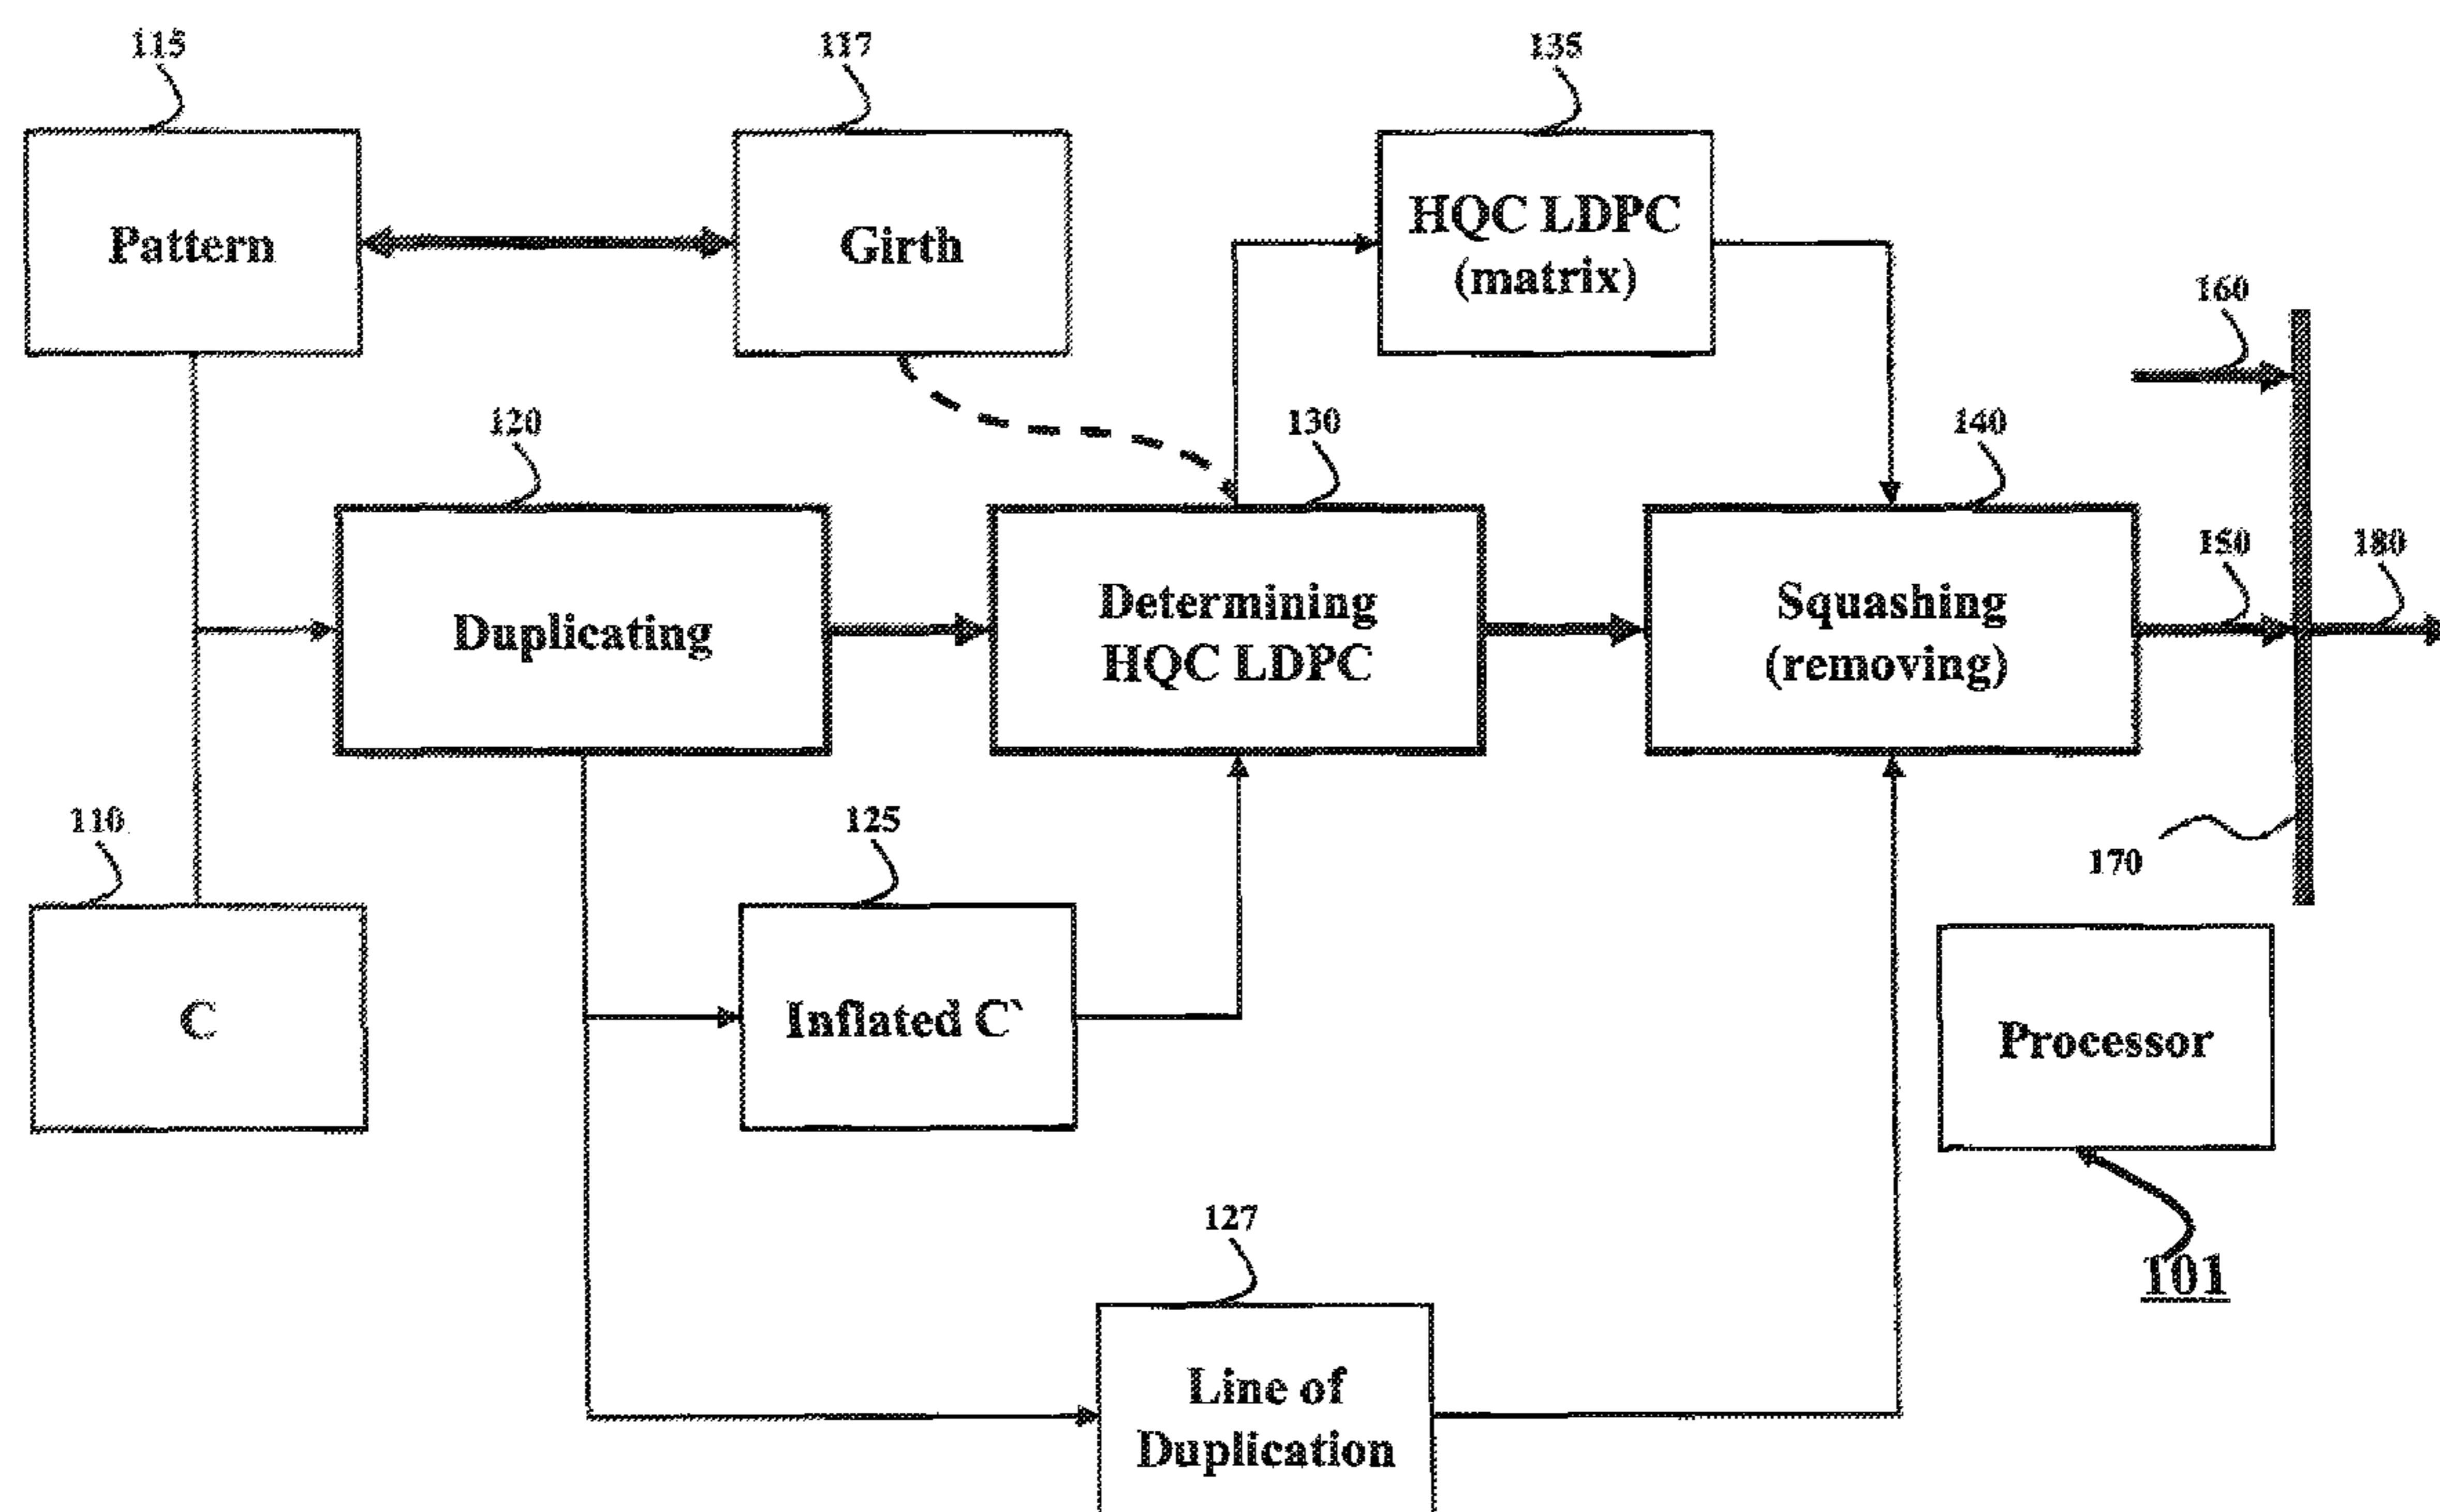 115
117
135
Pattern
Girth
HQC LDPC
(matrix)
160
120
130
140
150
180
Duplicating
Determining
HQC LDPC
Squashing
(removing)
110
125
170
C
Inflated C`
Processor
127
101
Line of
Duplication